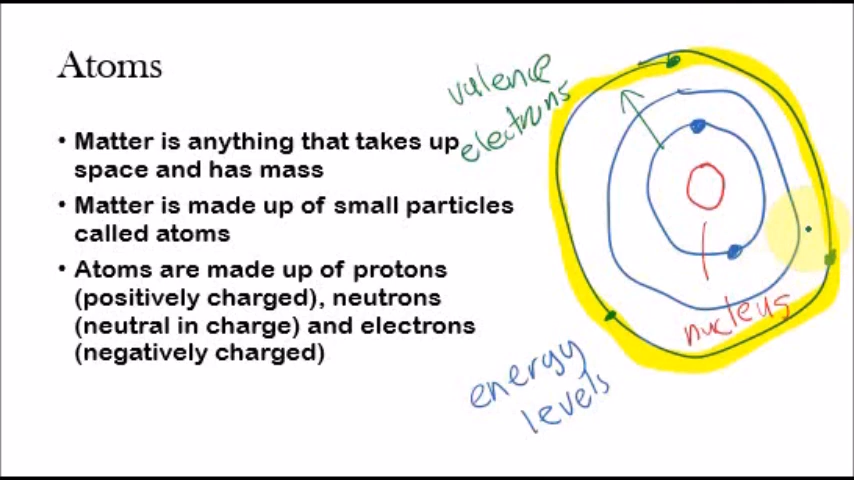 Atoms
• Matter is anything that takes up
space and has mass
• Matter is made up of small particles
called atoms
• Atoms are made up of protons
(positively charged), neutrons
(neutral in charge) and electrons
(negatively charged)
valence
electrons
nucleus
energy
levels